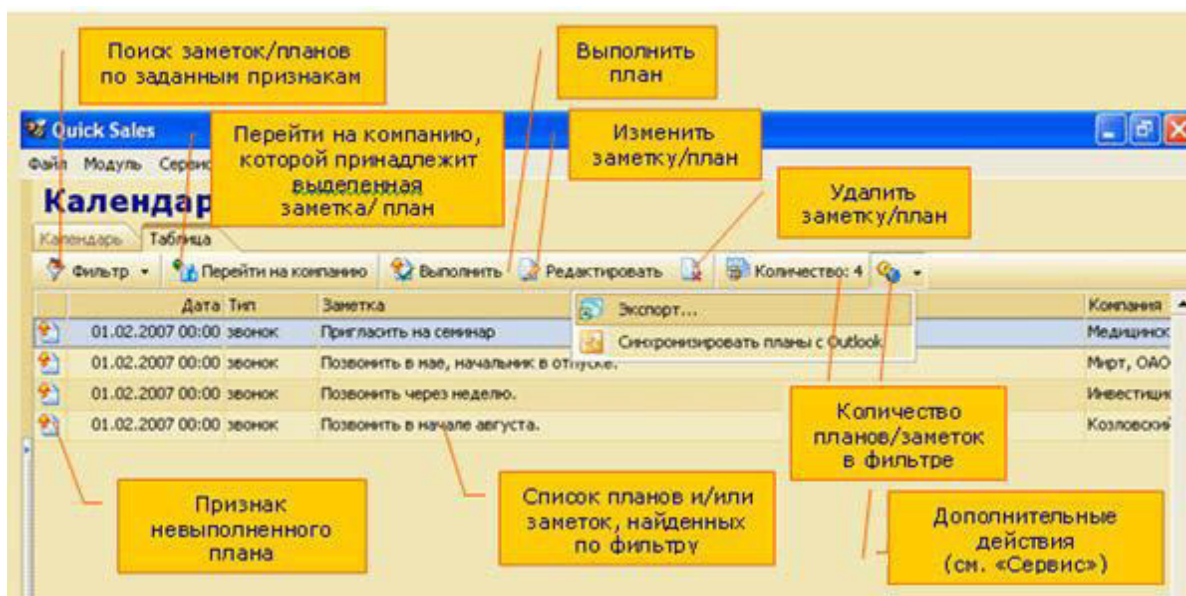 Поиск заметок/планов
по заданным признакам
Выполнить
план
Quick Sales
Перейти на компанию,
которой принадлежит
выделенная
заметка/ план
Изменить
заметку/план
Файл Модуль Сервис
Удалить
заметку/план
Календарь
Календарь Таблица
Фильтр Перейти на компанию Выполнить Редактировать Количество: 4
Дата Тип Заметка Компания
Экспорт...
01.02.2007 00:00 звонок Пригласить на семинар Медицинск
Синхронизировать планы с Outlook
01.02.2007 00:00 звонок Позвонить в мае, начальник в отпуске. Мирт, ОАО
01.02.2007 00:00 звонок Позвонить через неделю. Инвестицио
01.02.2007 00:00 звонок Позвонить в начале августа. Козловский
Количество
планов/заметок
в фильтре
Признак
невыполненного
плана
Список планов и/или
заметок, найденных
по фильтру
Дополнительные
действия
(см. «Сервис»)